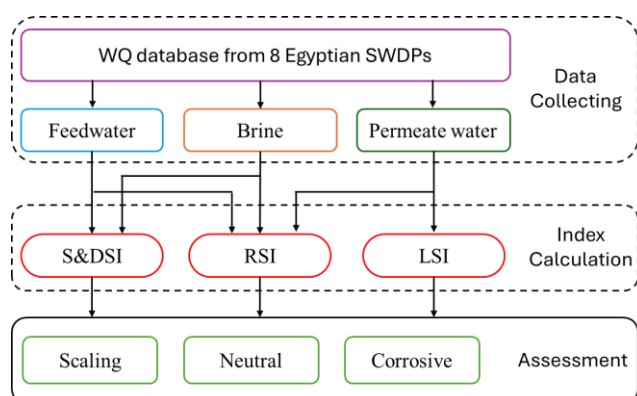 WQ database from 8 Egyptian SWDPs
Data
Collecting
Feedwater
Brine
Permeate water
S&DSI
RSI
LSI
Index
Calculation
Scaling
Neutral
Corrosive
Assessment